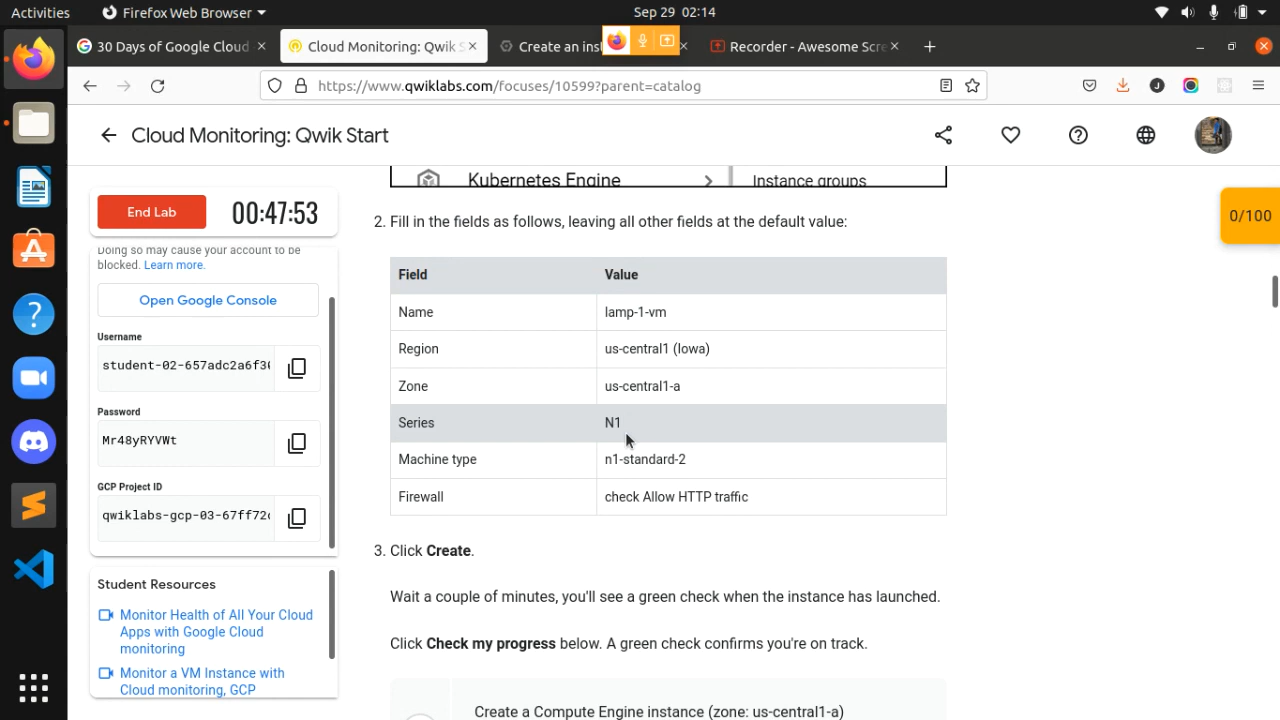 Activities
Firefox Web Browser
Sep 29 02:14
30 Days of Google Cloud
Cloud Monitoring: Qwik S
Create an ins
Recorder - Awesome Scre
https://www.qwiklabs.com/focuses/10599?parent=catalog
Cloud Monitoring: Qwik Start
End Lab
00:47:53
Doing so may cause your account to be
blocked. Learn more.
Open Google Console
Username
student-02-657adc2a6f30
Password
Mr48yRYVWt
GCP Project ID
qwiklabs-gcp-03-67ff72c
Student Resources
Monitor Health of All Your Cloud
Apps with Google Cloud
monitoring
Monitor a VM Instance with
Cloud monitoring, GCP
Kubernetes Engine
Instance groups
2. Fill in the fields as follows, leaving all other fields at the default value:
Field Value
Name lamp-1-vm
Region us-central1 (Iowa)
Zone us-central1-a
Series N1
Machine type n1-standard-2
Firewall check Allow HTTP traffic
3. Click Create.
Wait a couple of minutes, you'll see a green check when the instance has launched.
Click Check my progress below. A green check confirms you're on track.
Create a Compute Engine instance (zone: us-central1-a)
0/100